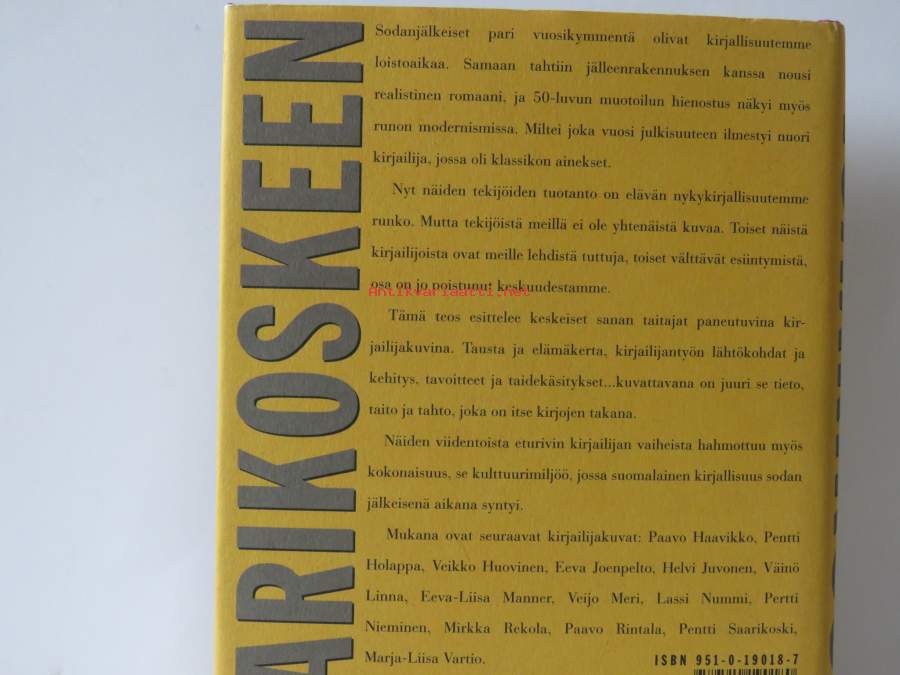 ARIKOSKEEN
Sodanjälkeiset pari vuosikymmentä olivat kirjallisuutemme
loistoaikaa. Samaan tahtiin jälleenrakennuksen kanssa nousi
realistinen romaani, ja 50-luvun muotoilun hienostus näkyi myös
runon modernismissa. Miltei joka vuosi julkisuuteen ilmestyi nuori
kirjailija, jossa oli klassikon ainekset.
Nyt näiden tekijöiden tuotanto on elävän nykykirjallisuutemme
runko. Mutta tekijöistä meillä ei ole yhtenäistä kuvaa. Toiset näistä
kirjailijoista ovat meille lehdistä tuttuja, toiset välttävät esiintymistä,
osa on jo poistunut keskuudestamme.
Antikvariaatti.net
Tämä teos esittelee keskeiset sanan taitajat paneutuvina kir-
jailijakuvina. Tausta ja elämäkerta, kirjailijantyön lähtökohdat ja
kehitys, tavoitteet ja taidekäsitykset...kuvattavana on juuri se tieto,
taito ja tahto, joka on itse kirjojen takana.
Näiden viidentoista eturivin kirjailijan vaiheista hahmottuu myös
kokonaisuus, se kulttuurimiljöö, jossa suomalainen kirjallisuus sodan
jälkeisenä aikana syntyi.
Mukana ovat seuraavat kirjailijakuvat: Paavo Haavikko, Pentti
Holappa, Veikko Huovinen, Eeva Joenpelto, Helvi Juvonen, Väinö
Linna, Eeva-Liisa Manner, Veijo Meri, Lassi Nummi, Pertti
Nieminen, Mirkka Rekola, Paavo Rintala, Pentti Saarikoski,
Marja-Liisa Vartio.
ISBN 951-0-19018-7